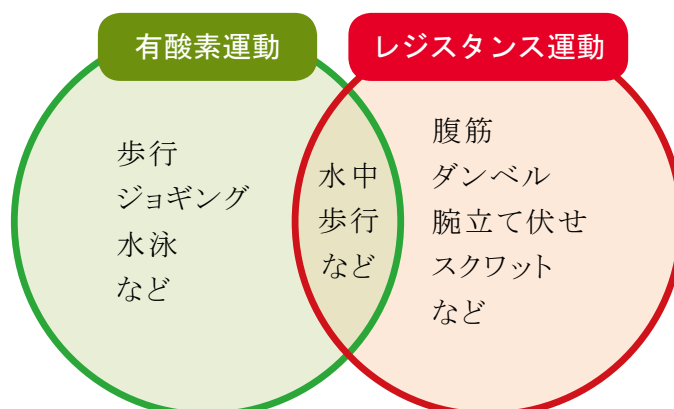 有酸素運動
レジスタンス運動
歩行
ジョギング
水泳
など
水中
歩行
など
腹筋
ダンベル
腕立て伏せ
スクワット
など